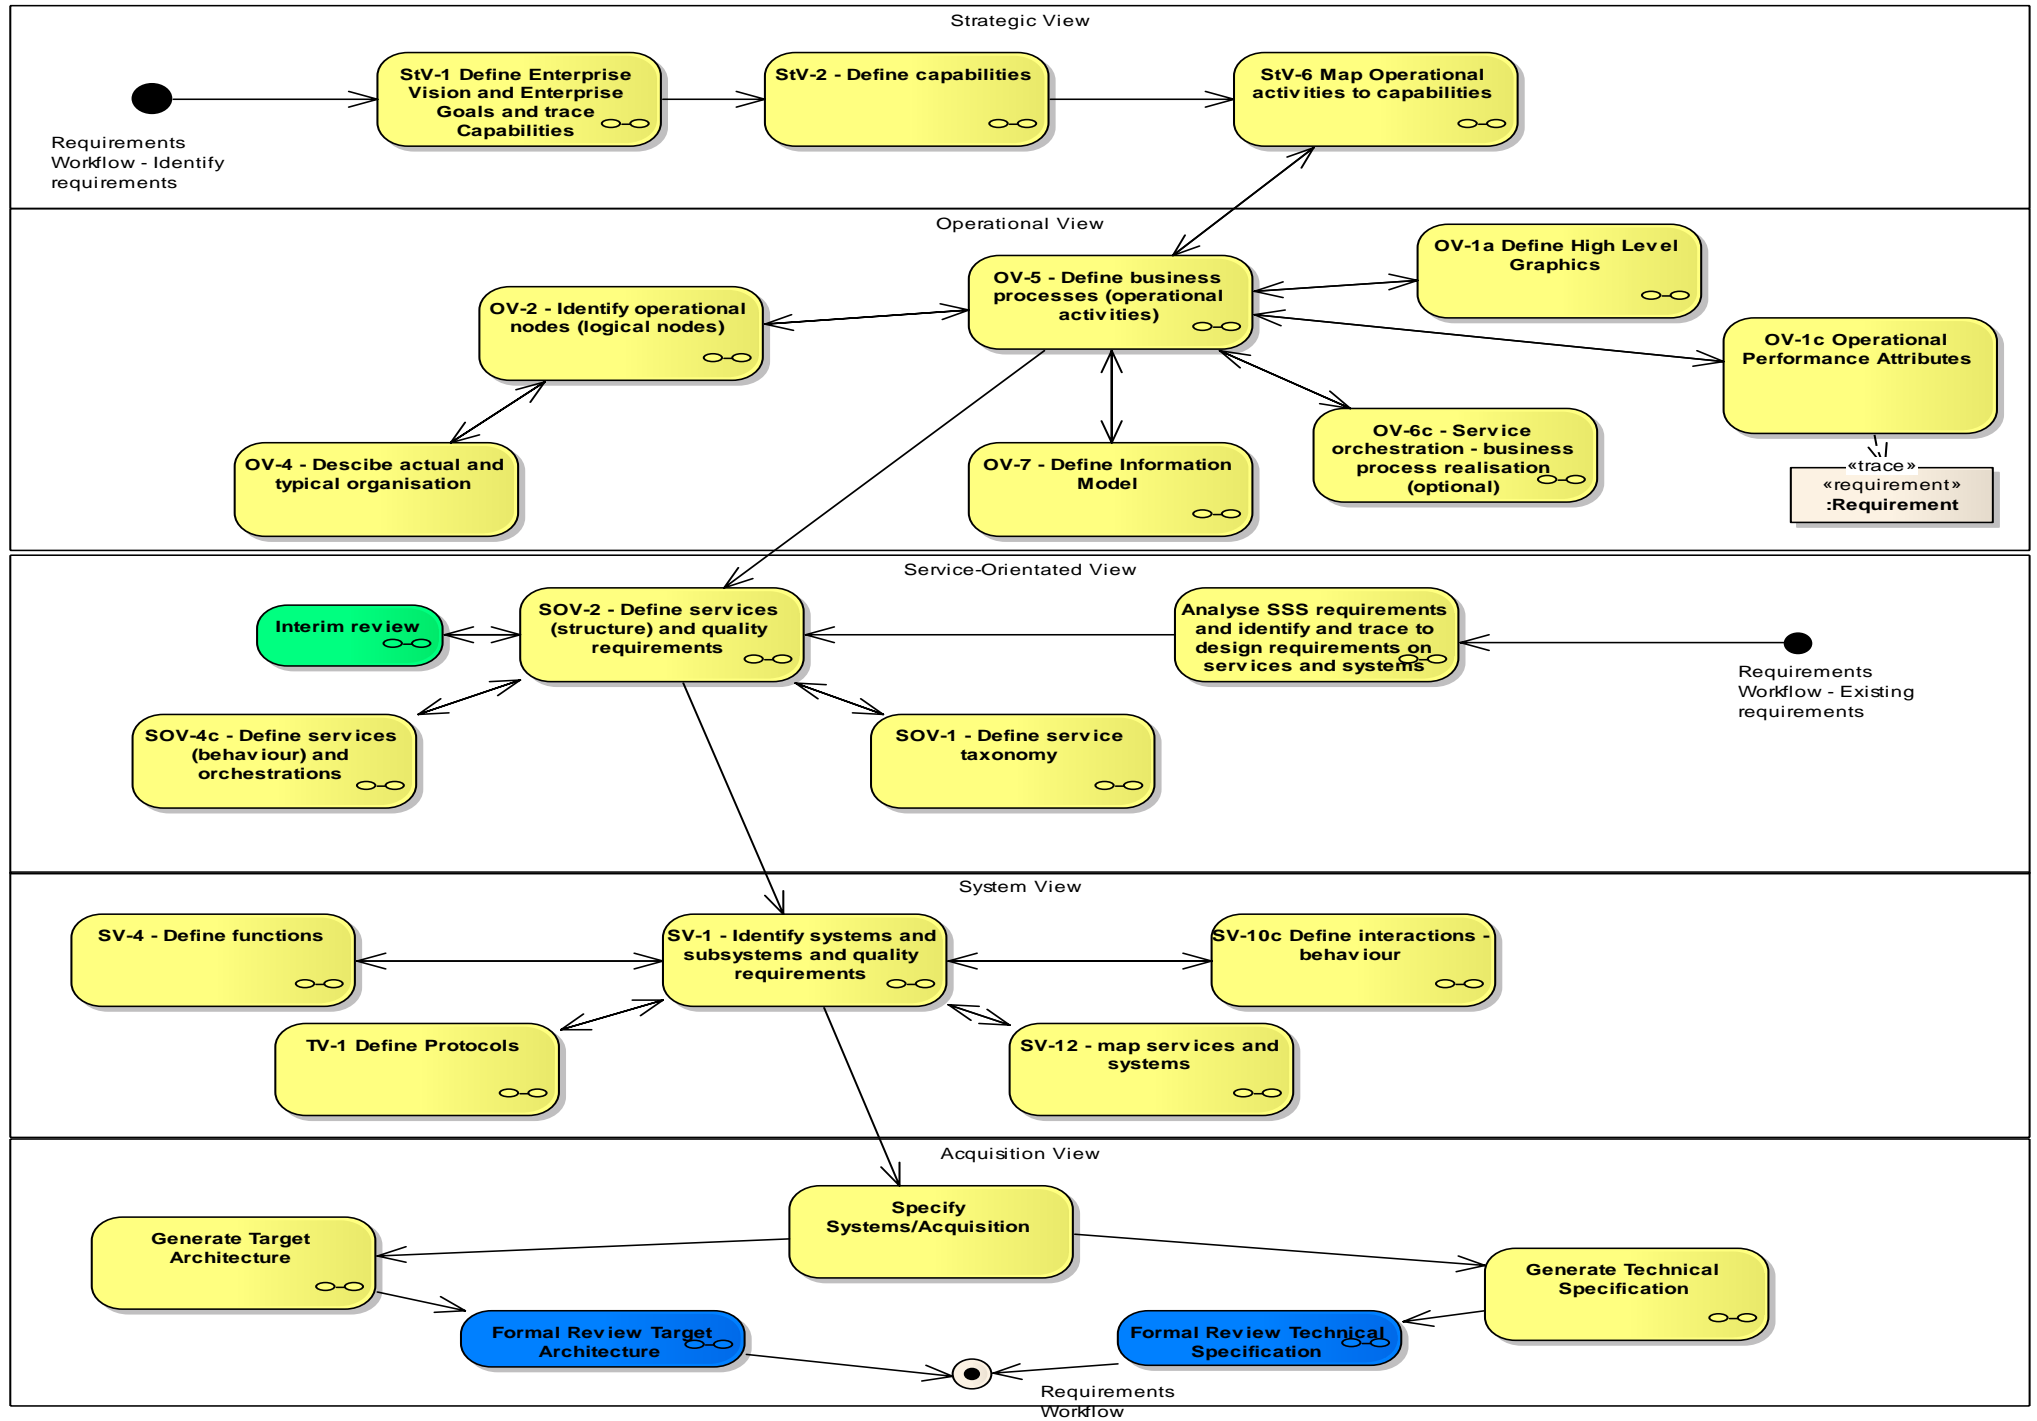 Strategic View
StV-1 Define Enterprise
Vision and Enterprise
Goals and trace
Capabilities
StV-2 - Define capabilities
StV-6 Map Operational
activities to capabilities
Requirements
Workflow - Identify
requirements
Operational View
OV-1a Define High Level
Graphics
OV-5 - Define business
processes (operational
activities)
OV-2 - Identify operational
nodes (logical nodes)
OV-1c Operational
Performance Attributes
OV-4 - Descibe actual and
typical organisation
OV-7 - Define Information
Model
OV-6c - Service
orchestration - business
process realisation
(optional)
«trace»
«requirement»
:Requirement
Service-Orientated View
Interim review
SOV-2 - Define services
(structure) and quality
requirements
Analyse SSS requirements
and identify and trace to
design requirements on
services and systems
Requirements
Workflow - Existing
requirements
SOV-4c - Define services
(behaviour) and
orchestrations
SOV-1 - Define service
taxonomy
System View
SV-4 - Define functions
SV-1 - Identify systems and
subsystems and quality
requirements
SV-10c Define interactions -
behaviour
TV-1 Define Protocols
SV-12 - map services and
systems
Acquisition View
Specify
Systems/Acquisition
Generate Target
Architecture
Generate Technical
Specification
Formal Review Target
Architecture
Formal Review Technical
Specification
Requirements
Workflow